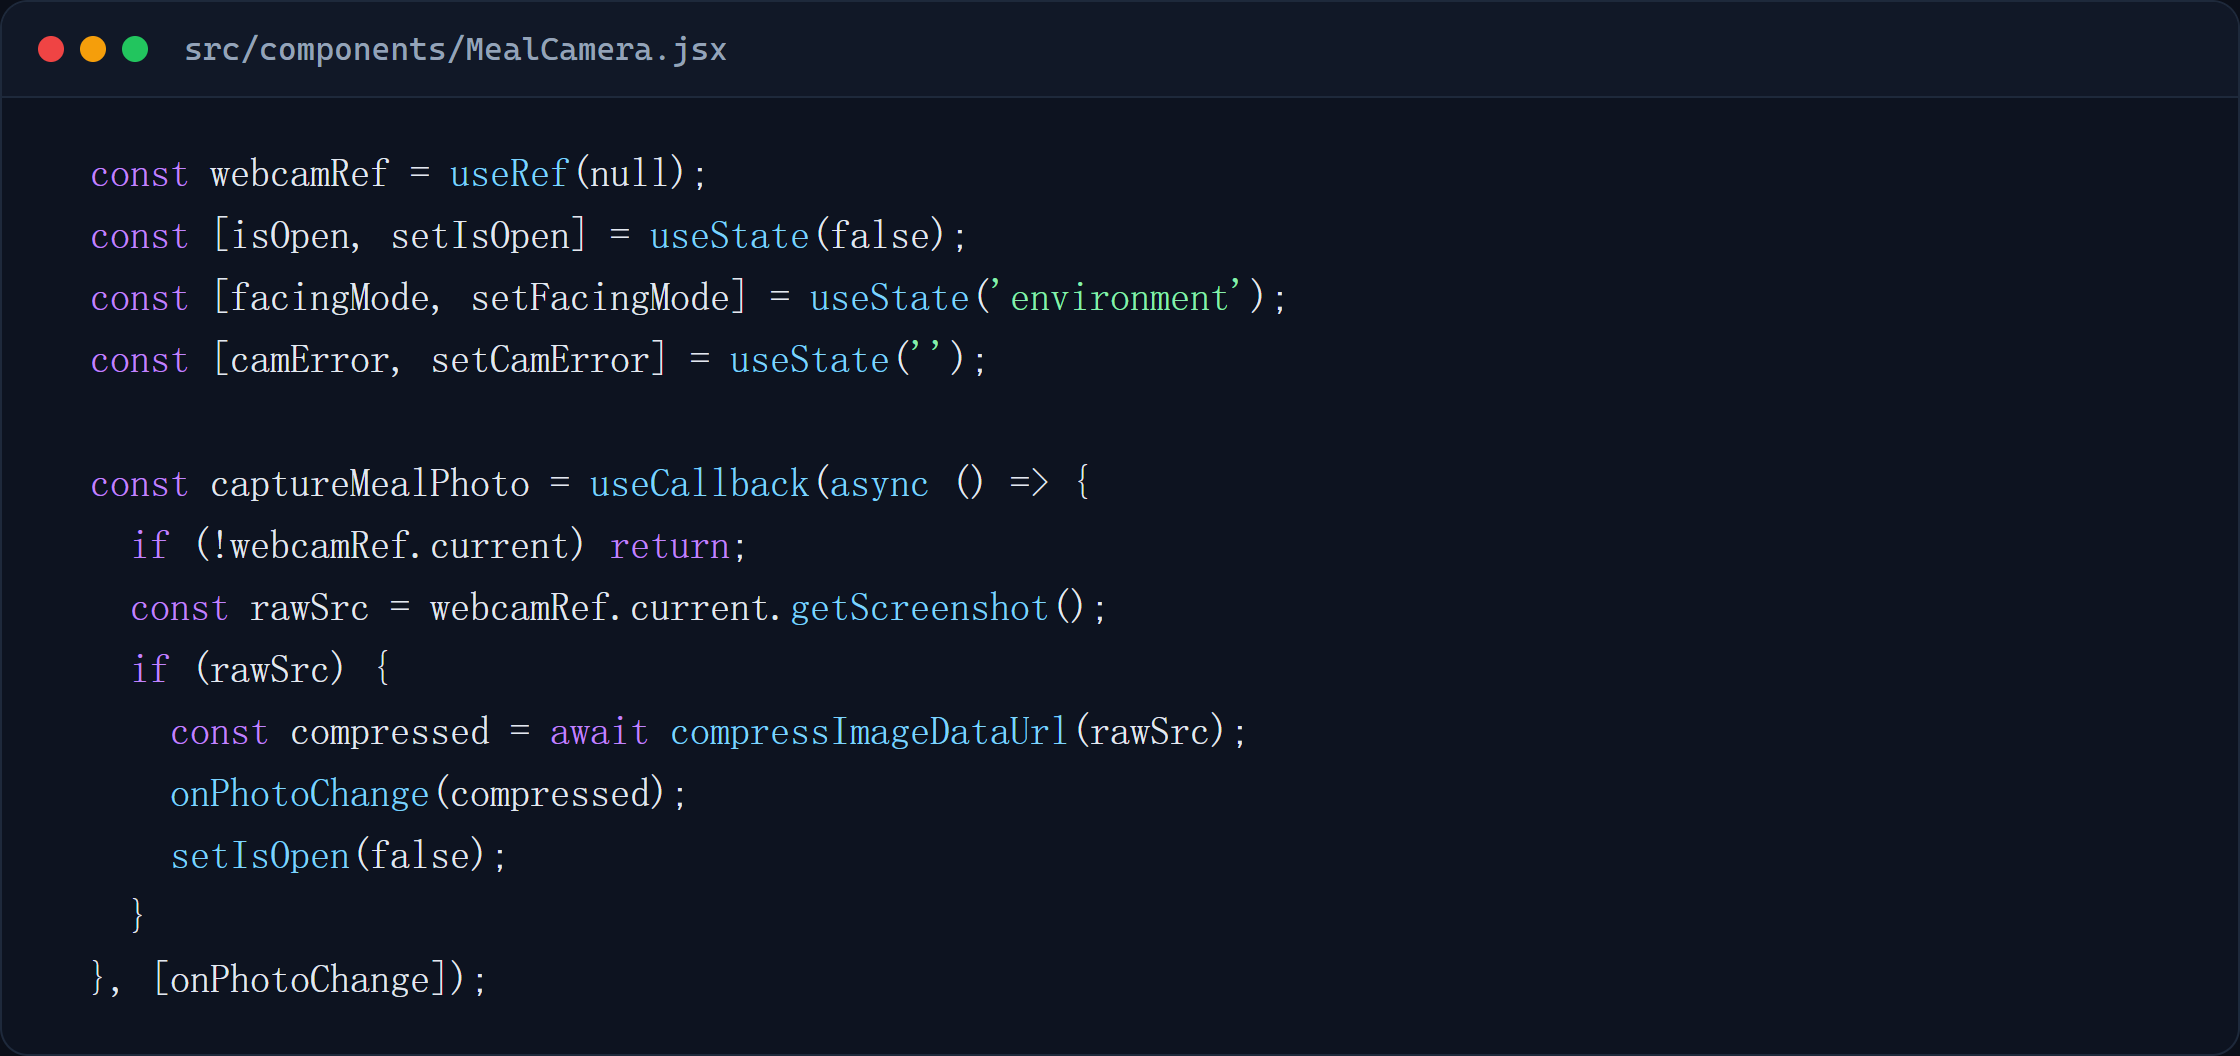 src/components/MealCamera.jsx
const webcamRef = useRef(null);
const [isOpen, setIsOpen] = useState(false);
const [facingMode, setFacingMode] = useState('environment');
const [camError, setCamError] = useState('');

const captureMealPhoto = useCallback(async () => {
  if (!webcamRef.current) return;
  const rawSrc = webcamRef.current.getScreenshot();
  if (rawSrc) {
    const compressed = await compressImageDataUrl(rawSrc);
    onPhotoChange(compressed);
    setIsOpen(false);
  }
}, [onPhotoChange]);